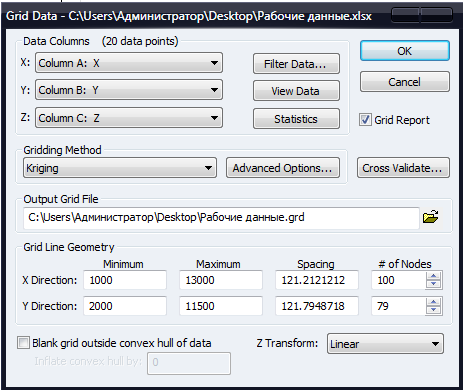 Grid Data - C:\Users\Администратор\Desktop\Рабочие данные.xlsx
Data Columns (20 data points)
X: Column A: X
Y: Column B: Y
Z: Column C: Z
Filter Data...
View Data
Statistics
OK
Cancel
Grid Report
Gridding Method
Kriging
Advanced Options...
Cross Validate...
Output Grid File
C:\Users\Администратор\Desktop\Рабочие данные.grd
Grid Line Geometry
Minimum Maximum Spacing # of Nodes
X Direction: 1000 13000 121.2121212 100
Y Direction: 2000 11500 121.7948718 79
Blank grid outside convex hull of data
Inflate convex hull by: 0
Z Transform: Linear